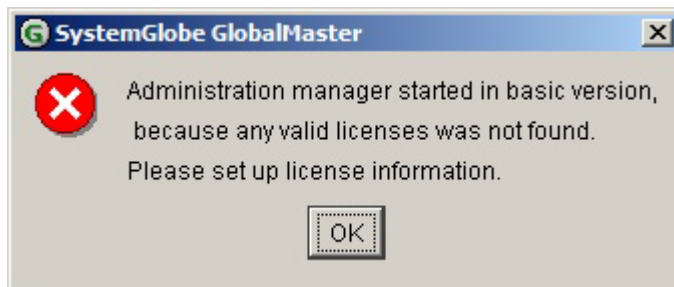 SystemGlobe GlobalMaster
Administration manager started in basic version,
because any valid licenses was not found.
Please set up license information.
OK